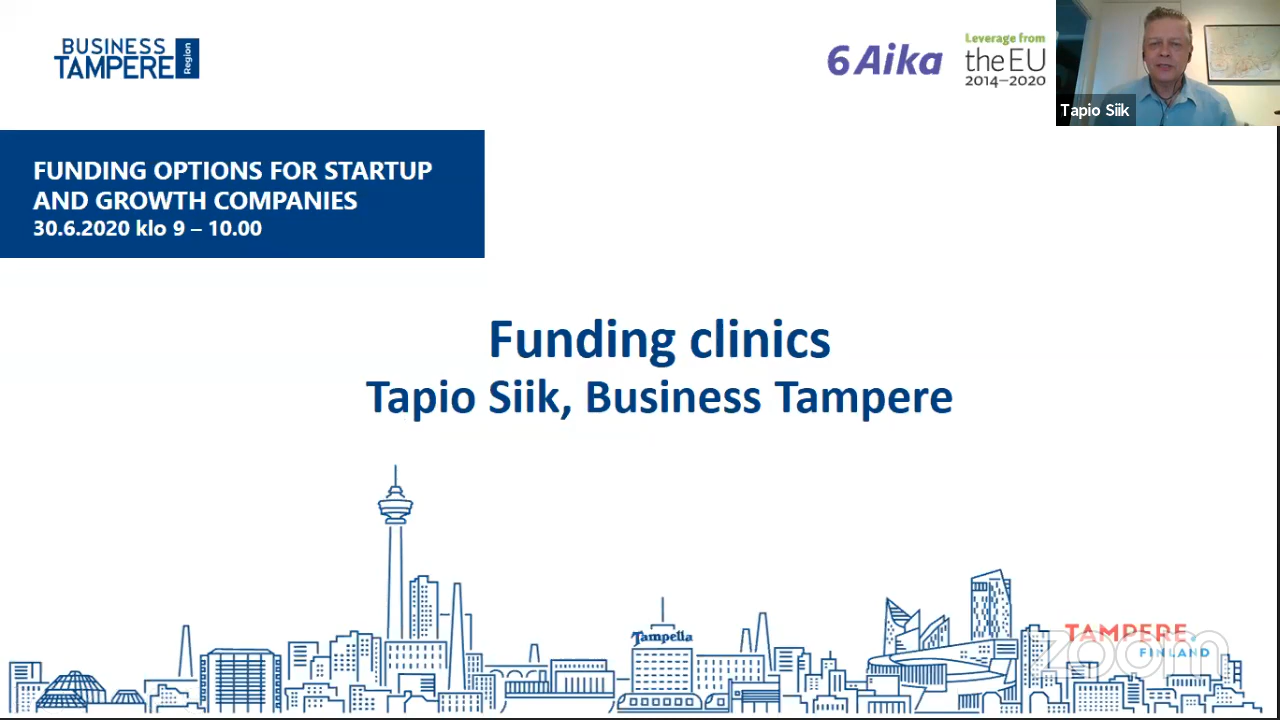 BUSINESS
TAMPERE
Region
6Aika
Leverage from
the EU
2014–2020
Tapio Siik
FUNDING OPTIONS FOR STARTUP
AND GROWTH COMPANIES
30.6.2020 klo 9 – 10.00
Funding clinics
Tapio Siik, Business Tampere
Tampella
TAMPERE.
FINLAND
zoom